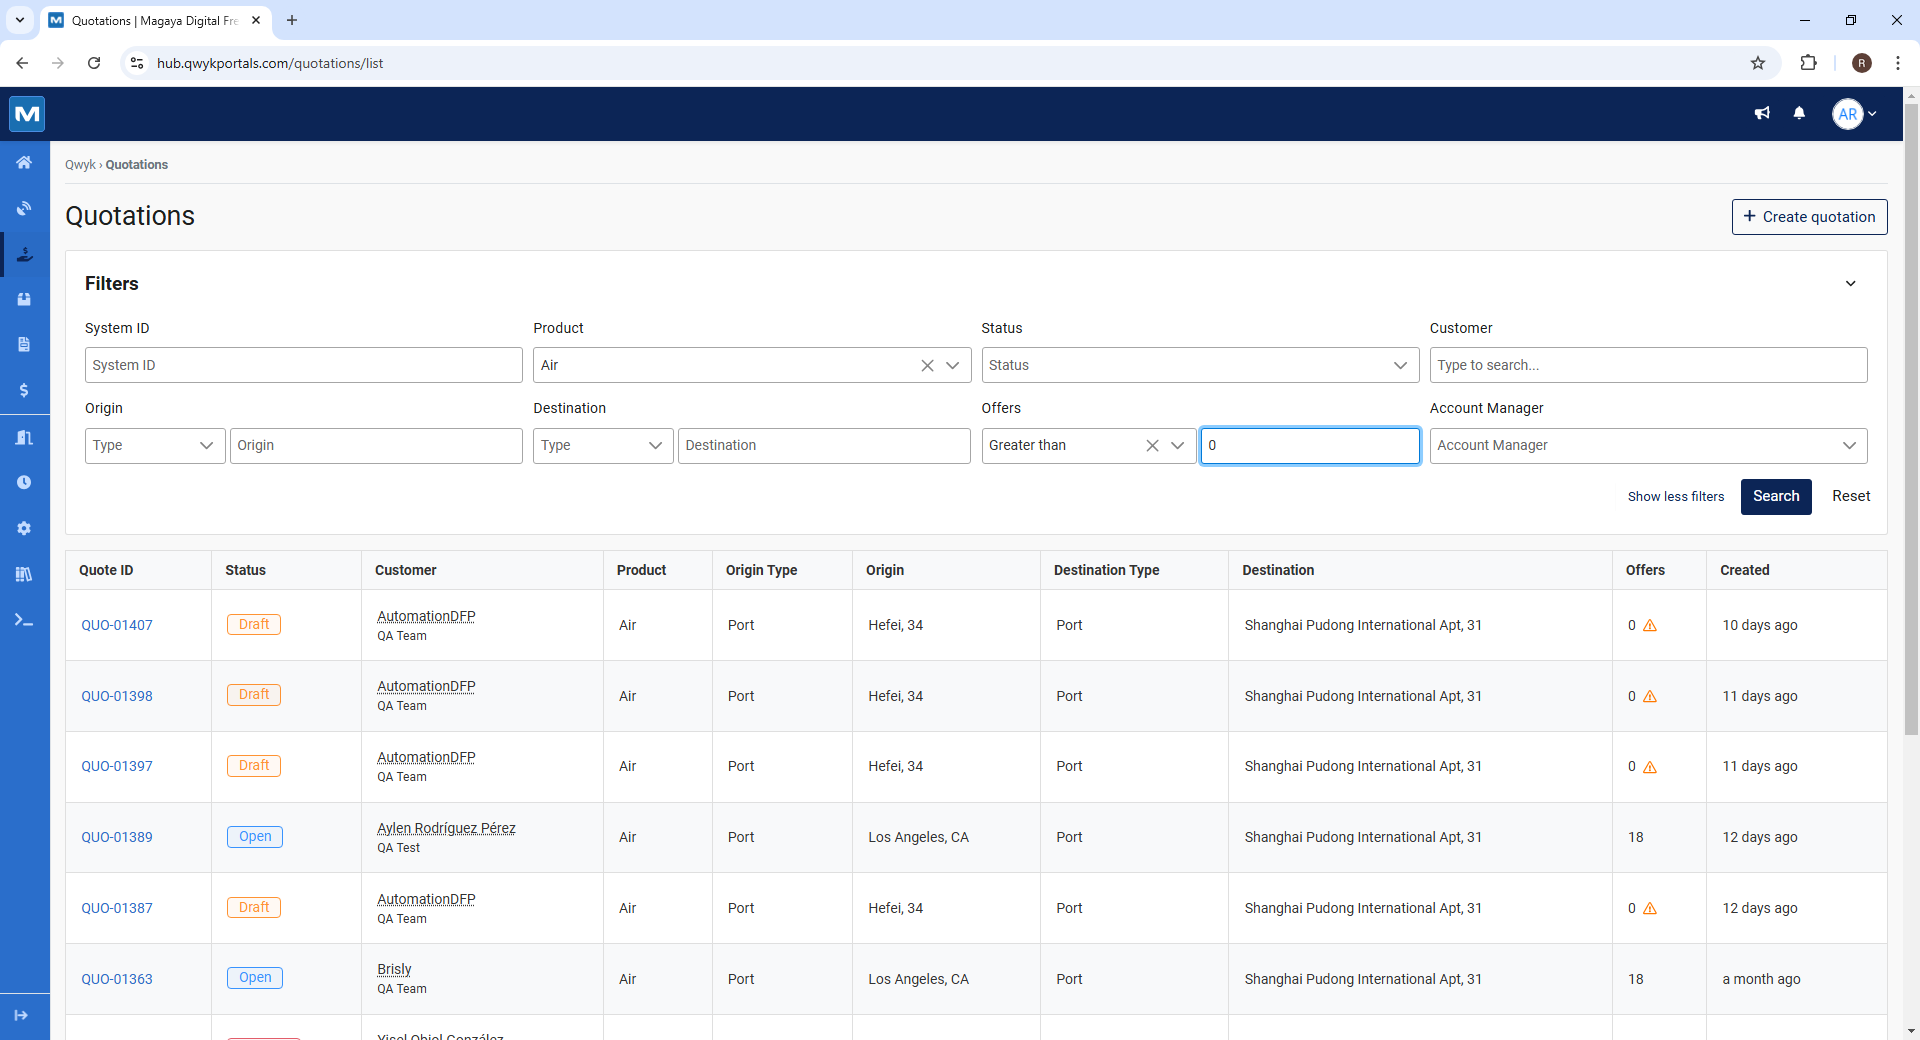 Quotations | Magaya Digital Fre
hub.qwykportals.com/quotations/list
R
M
AR
Qwyk › Quotations
Quotations
+ Create quotation
Filters
System ID
Product
Status
Customer
System ID
Air
Status
Type to search...
Origin
Destination
Offers
Account Manager
Type
Origin
Type
Destination
Greater than
0
Account Manager
Show less filters
Search
Reset
Quote ID
Status
Customer
Product
Origin Type
Origin
Destination Type
Destination
Offers
Created
QUO-01407
Draft
AutomationDFP
QA Team
Air
Port
Hefei, 34
Port
Shanghai Pudong International Apt, 31
0
10 days ago
QUO-01398
Draft
AutomationDFP
QA Team
Air
Port
Hefei, 34
Port
Shanghai Pudong International Apt, 31
0
11 days ago
QUO-01397
Draft
AutomationDFP
QA Team
Air
Port
Hefei, 34
Port
Shanghai Pudong International Apt, 31
0
11 days ago
QUO-01389
Open
Aylen Rodríguez Pérez
QA Test
Air
Port
Los Angeles, CA
Port
Shanghai Pudong International Apt, 31
18
12 days ago
QUO-01387
Draft
AutomationDFP
QA Team
Air
Port
Hefei, 34
Port
Shanghai Pudong International Apt, 31
0
12 days ago
QUO-01363
Open
Brisly
QA Team
Air
Port
Los Angeles, CA
Port
Shanghai Pudong International Apt, 31
18
a month ago